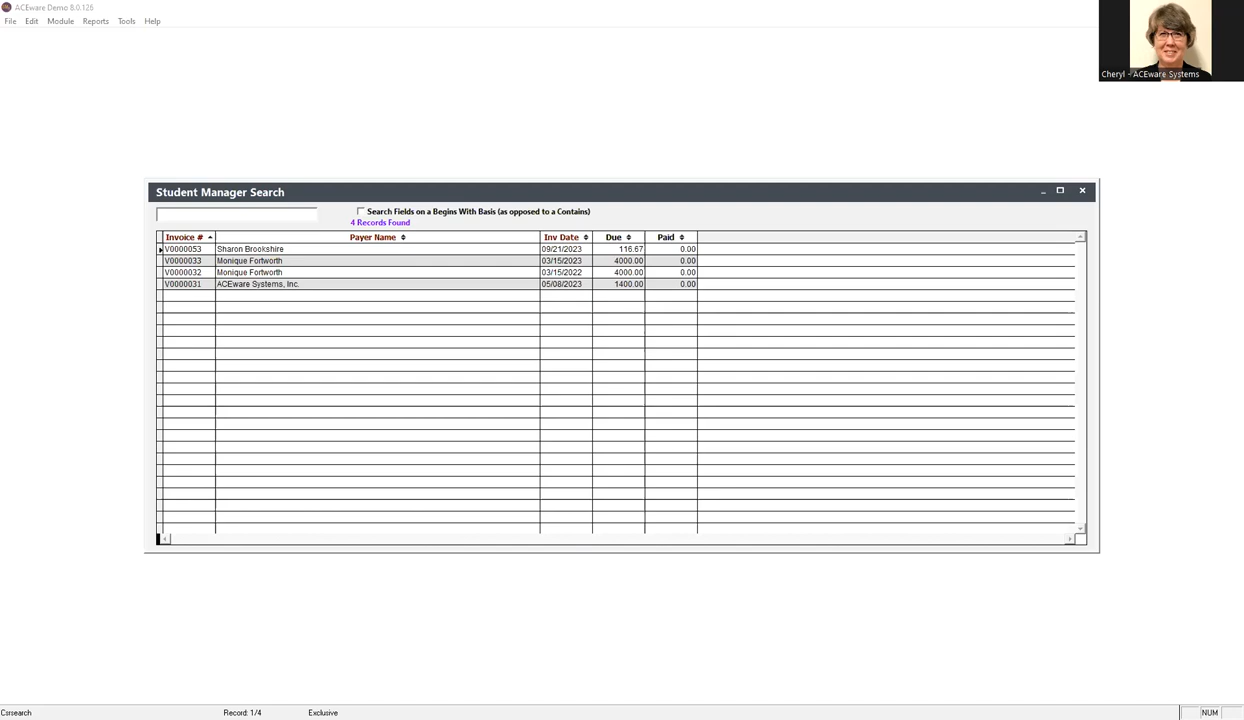 ACEware Demo 8.0.126
File Edit Module Reports Tools Help
Cheryl - ACEware Systems
Student Manager Search
Search Fields on a Begins With Basis (as opposed to a Contains)
4 Records Found
Invoice # Payer Name Inv Date Due Paid
V0000053 Sharon Brookshire 09/21/2023 116.67 0.00
V0000033 Monique Fortworth 03/15/2023 4000.00 0.00
V0000032 Monique Fortworth 03/15/2022 4000.00 0.00
V0000031 ACEware Systems, Inc. 05/08/2023 1400.00 0.00
Csrsearch Record: 1/4 Exclusive NUM